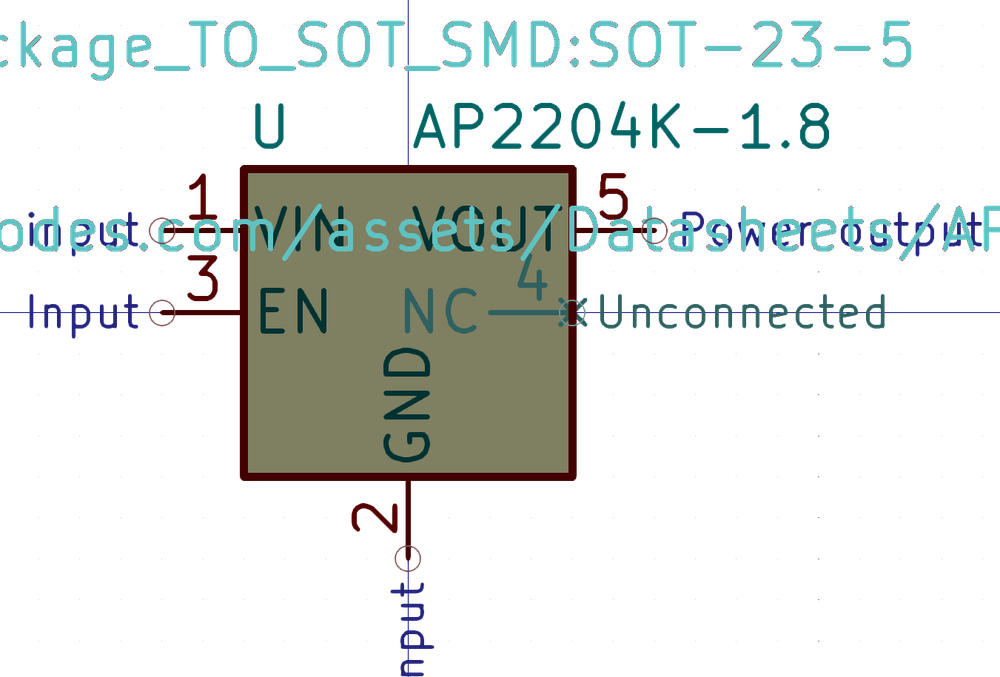 ckage_TO_SOT_SMD:SOT-23-5
U AP2204K-1.8
1 5
input VIN VOUT Power output
odes.com/assets/Datasheets/AP
3 4
Input EN NC Unconnected
GND
2
nput